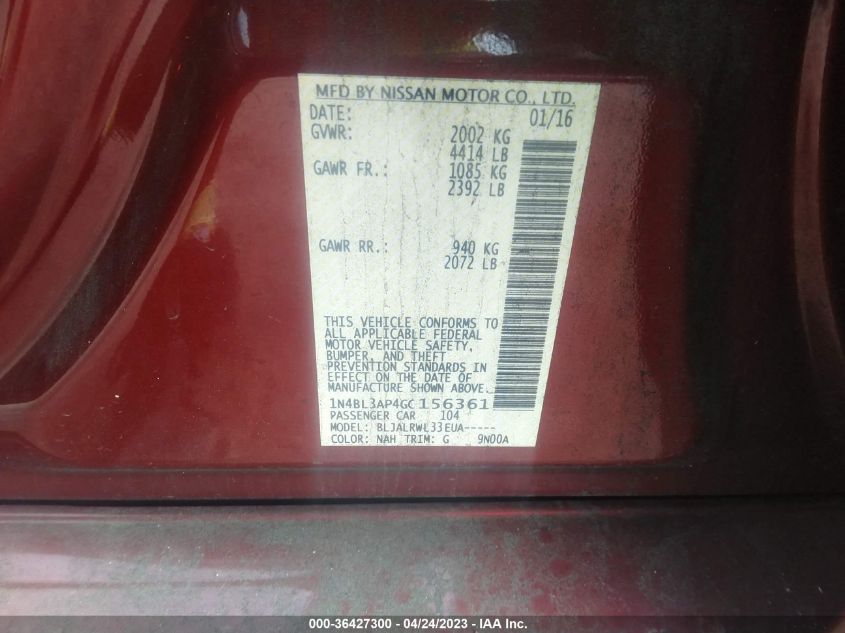 MFD BY NISSAN MOTOR CO., LTD.
DATE: 01/16
GVWR: 2002 KG
4414 LB
GAWR FR.: 1085 KG
2392 LB
GAWR RR.: 940 KG
2072 LB
THIS VEHICLE CONFORMS TO
ALL APPLICABLE FEDERAL
MOTOR VEHICLE SAFETY,
BUMPER, AND THEFT
PREVENTION STANDARDS IN
EFFECT ON THE DATE OF
MANUFACTURE SHOWN ABOVE.
1N4BL3AP4GC156361
PASSENGER CAR 104
MODEL: BLJALRWL33EUA-----
COLOR: NAH TRIM: G 9N00A
000-36427300 - 04/24/2023 - IAA Inc.